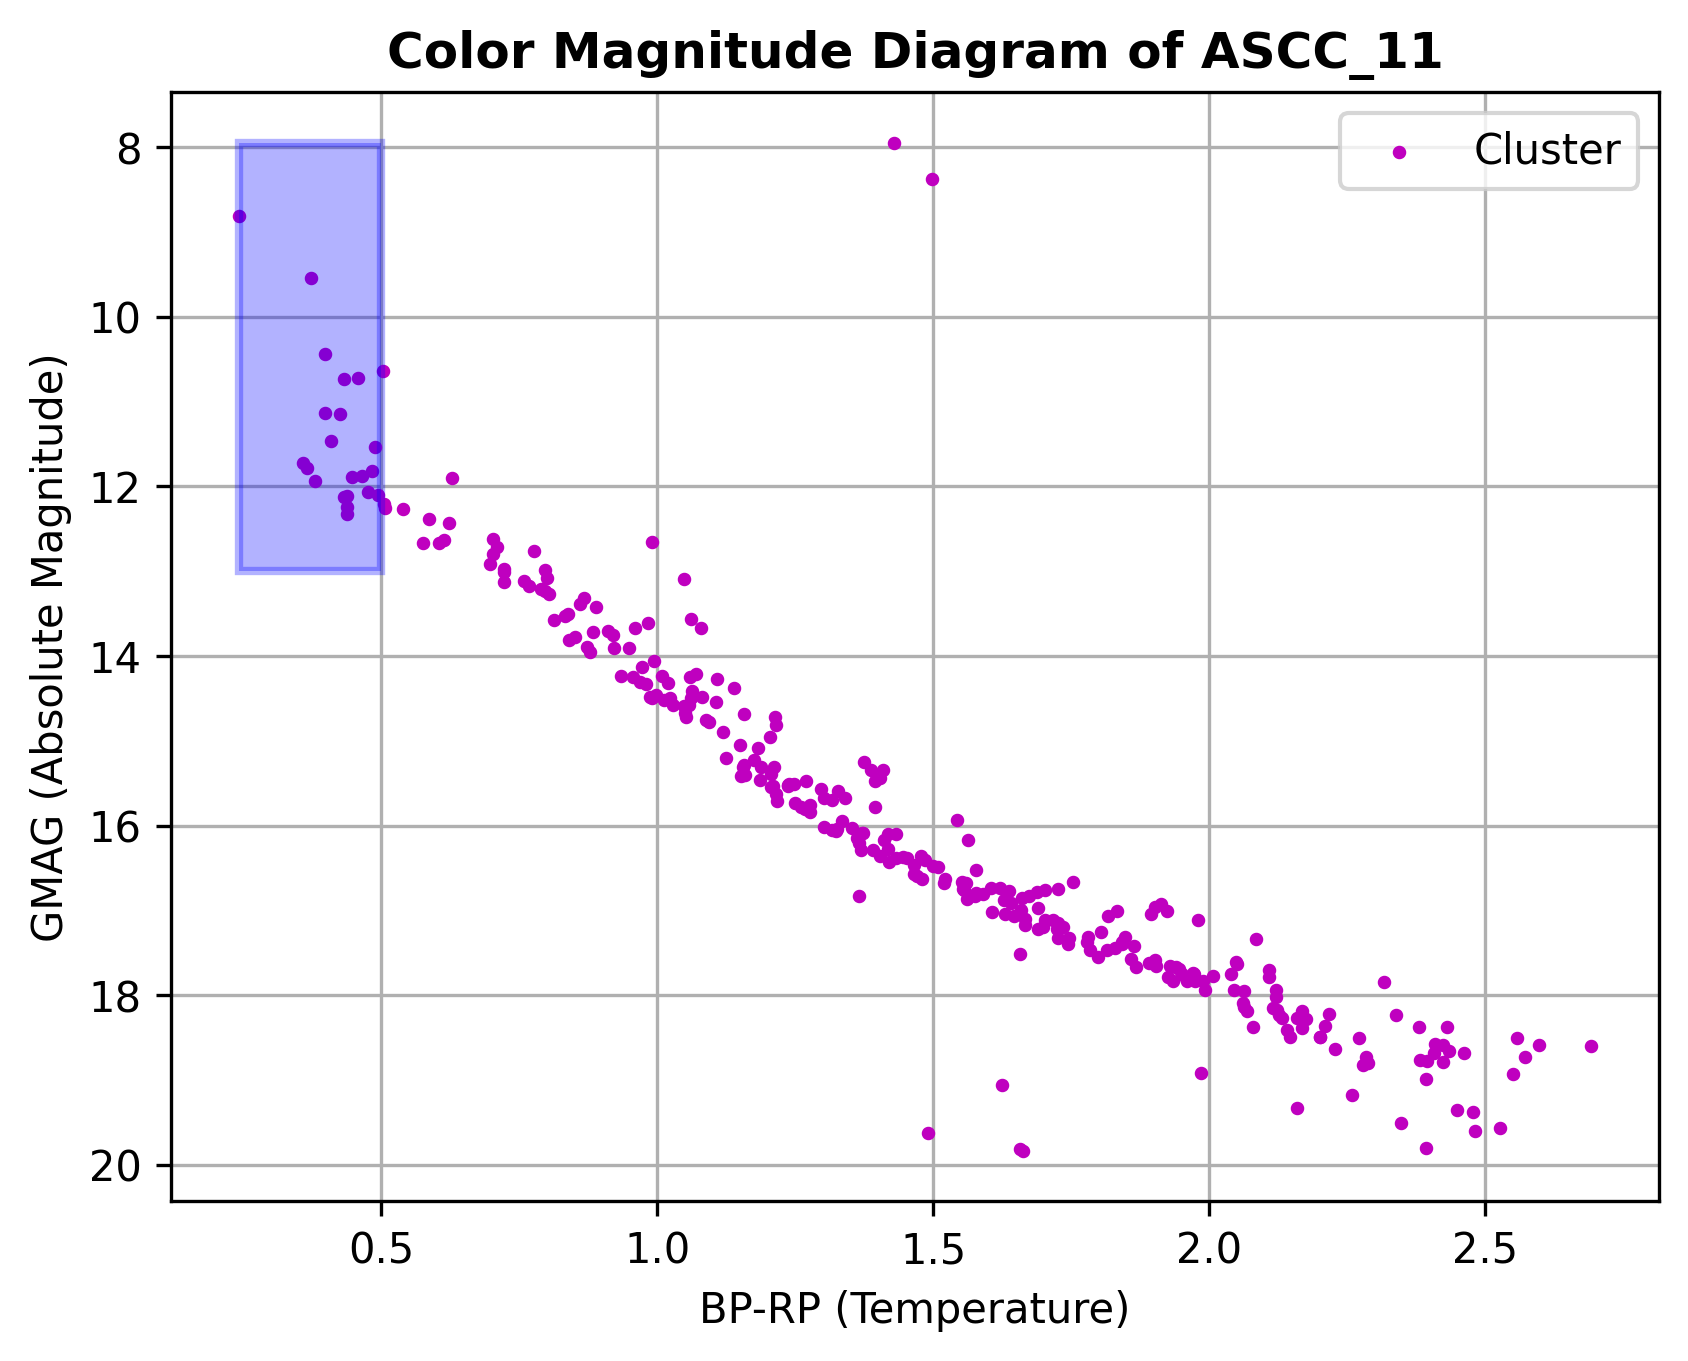 Color Magnitude Diagram of ASCC_11
Cluster
GMAG (Absolute Magnitude)
8
10
12
14
16
18
20
0.5 1.0 1.5 2.0 2.5
BP-RP (Temperature)